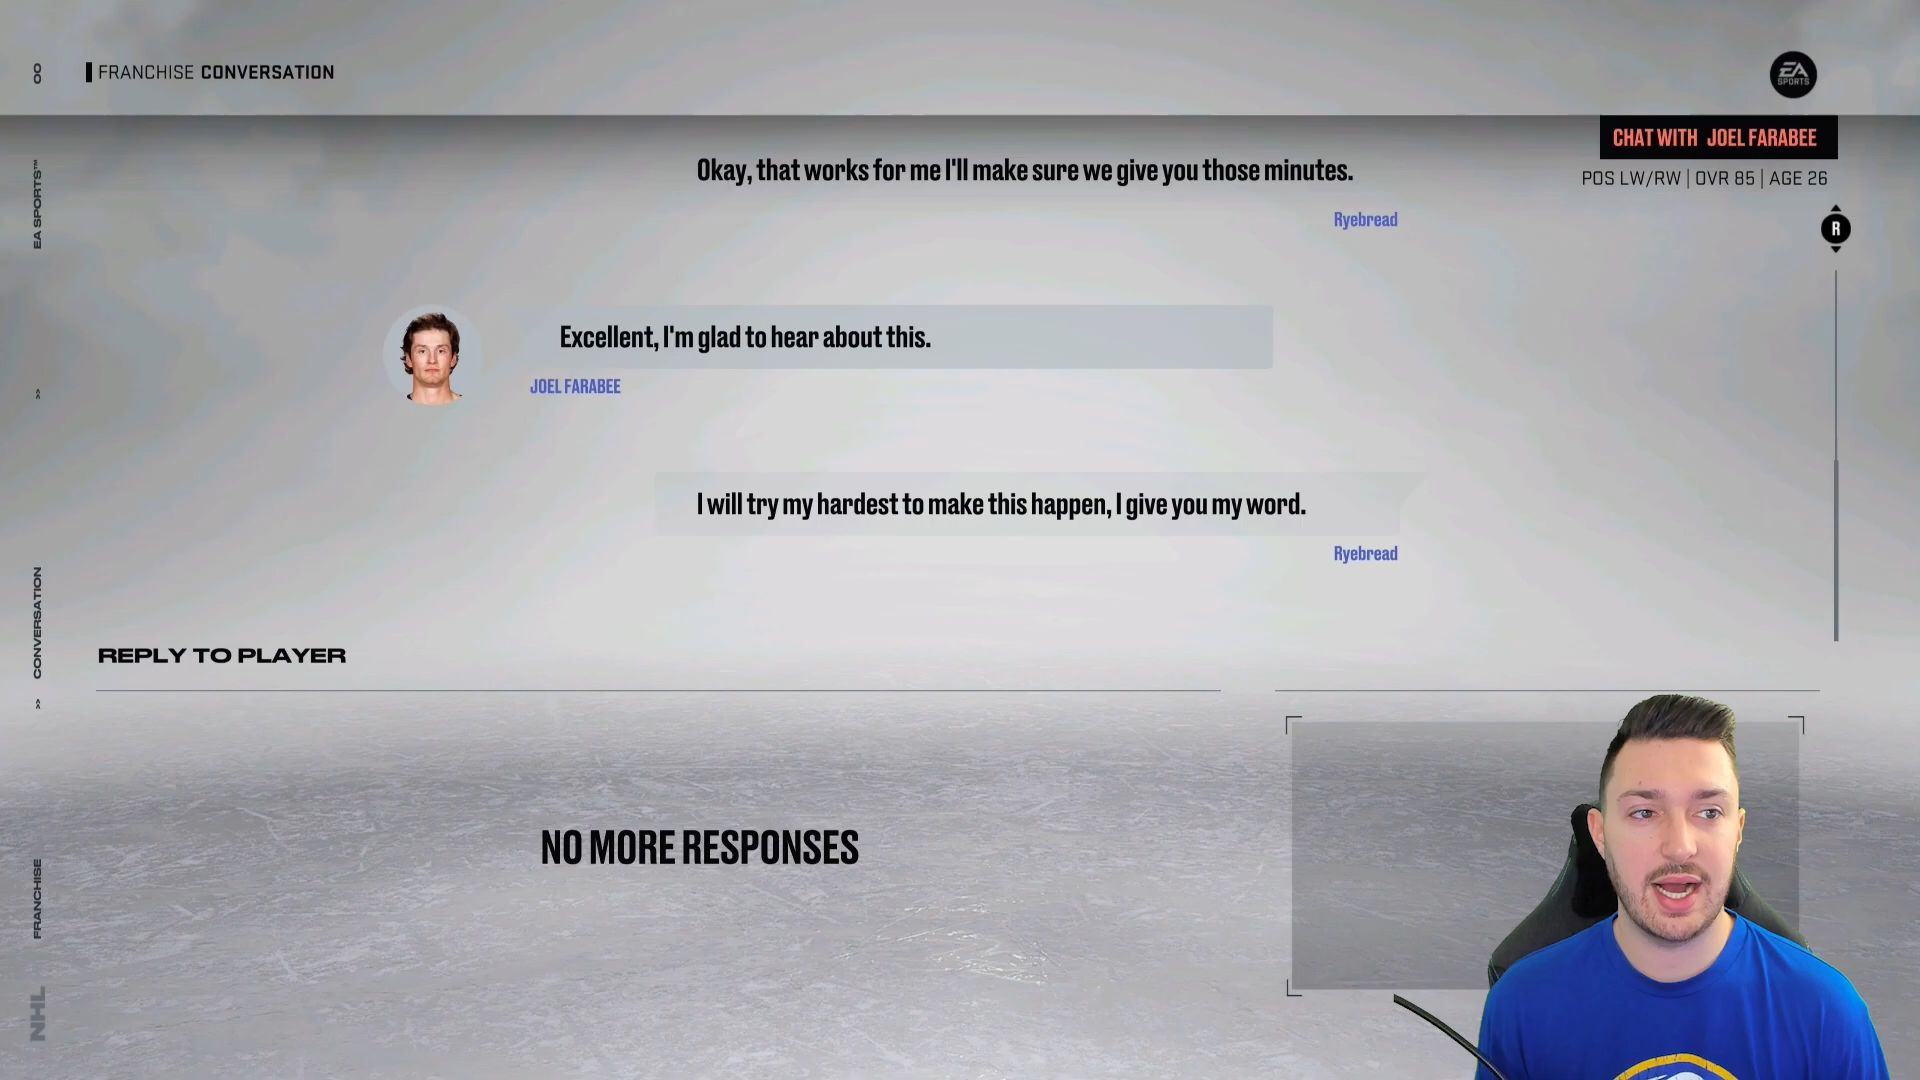 FRANCHISE CONVERSATION
EA
SPORTS
CHAT WITH JOEL FARABEE
POS LW/RW | OVR 85 | AGE 26
R
Okay, that works for me I'll make sure we give you those minutes.
Ryebread
Excellent, I'm glad to hear about this.
JOEL FARABEE
I will try my hardest to make this happen, I give you my word.
Ryebread
REPLY TO PLAYER
NO MORE RESPONSES
NHL
FRANCHISE
>> CONVERSATION
>> EA SPORTS™